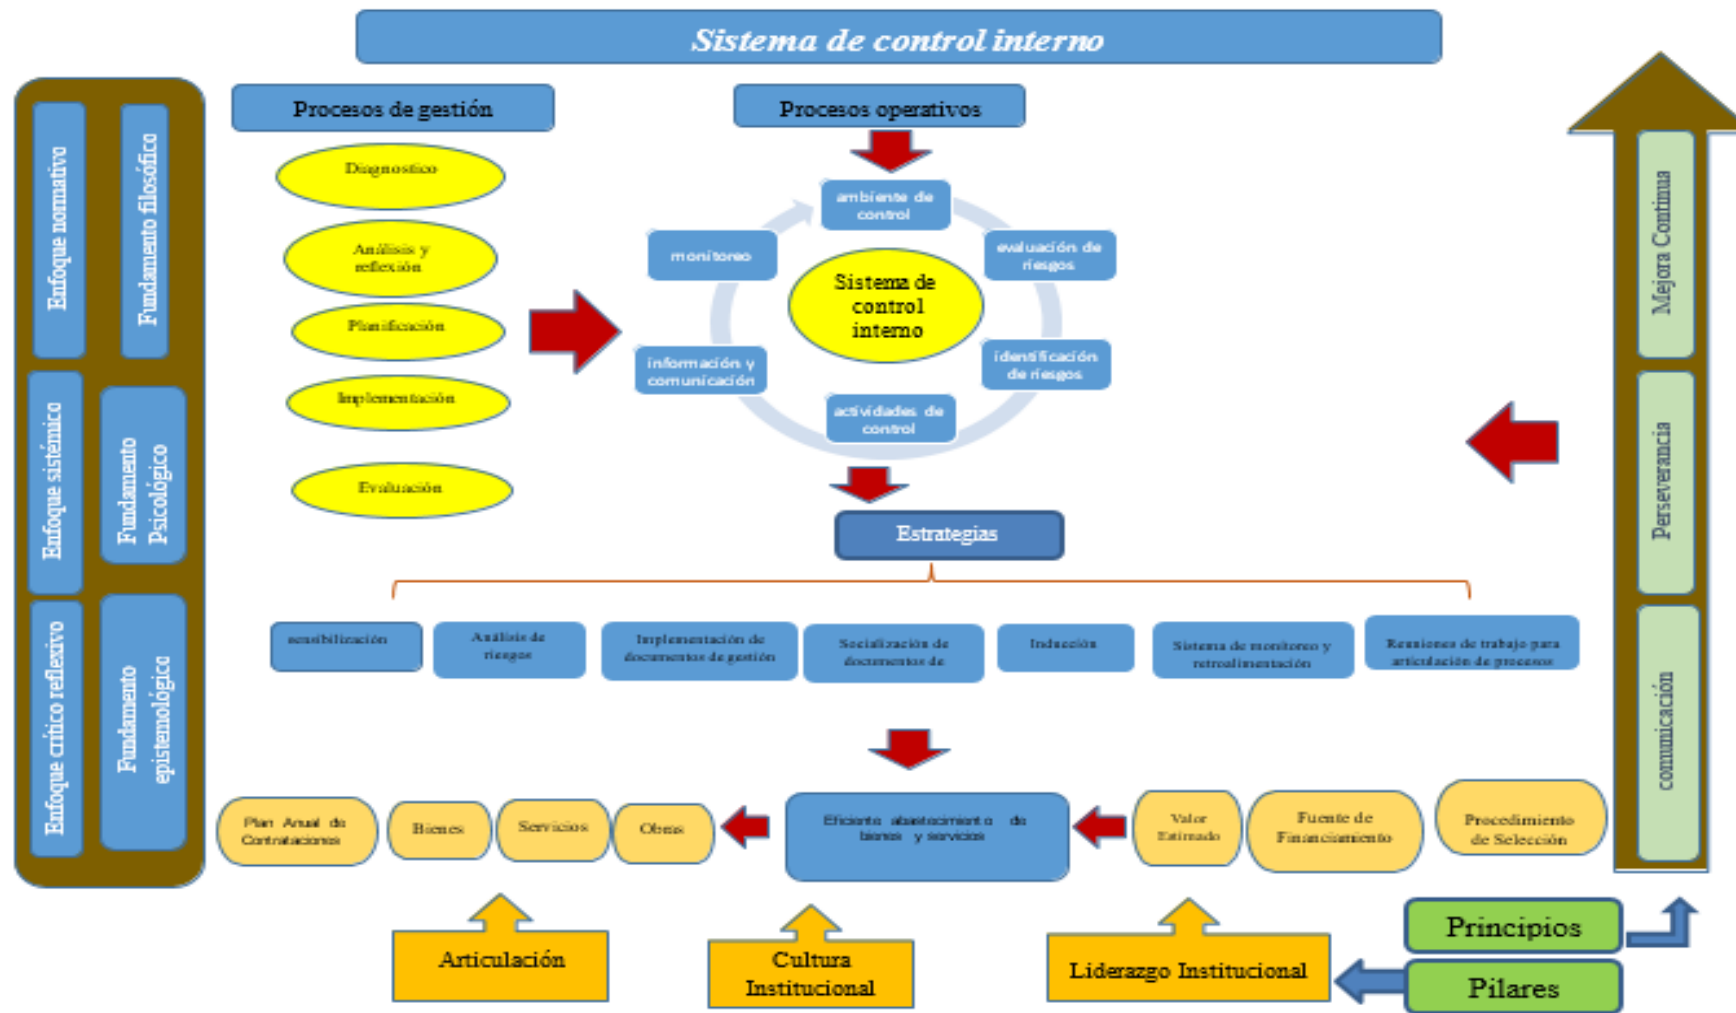 Sistema de control interno
Enfoque normativo
Fundamento filosófico
Enfoque sistémico
Fundamento
Psicológico
Enfoque crítico reflexivo
Fundamento
epistemológico
Procesos de gestión
Diagnostico
Análisis y
reflexión
Planificación
Implementación
Evaluación
Procesos operativos
ambiente de
control
evaluación de
riesgos
identificación
de riesgos
actividades de
control
información y
comunicación
monitoreo
Sistema de
control
interno
Estrategias
sensibilización
Análisis de
riesgos
Implementación de
documentos de gestión
Socialización de
documentos de
Inducción
Sistema de monitoreo y
retroalimentación
Reuniones de trabajo para
articulación de procesos
Plan Anual de
Contrataciones
Bienes
Servicios
Obras
Eficiente abastecimiento de
bienes y servicios
Valor
Estimado
Fuente de
Financiamiento
Procedimiento
de Selección
Articulación
Cultura
Institucional
Liderazgo Institucional
Principios
Pilares
Mejora Continua
Perseverancia
comunicación